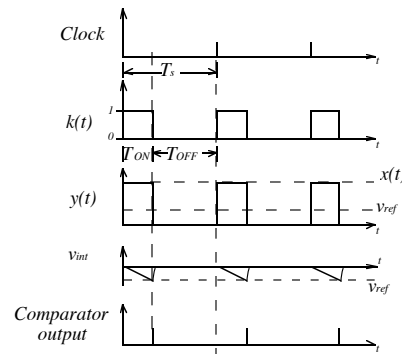 Clock
t
Ts
1
k(t)
0
t
TON TOFF
x(t)
y(t)
vref
t
vint
t
vref
Comparator
output
t